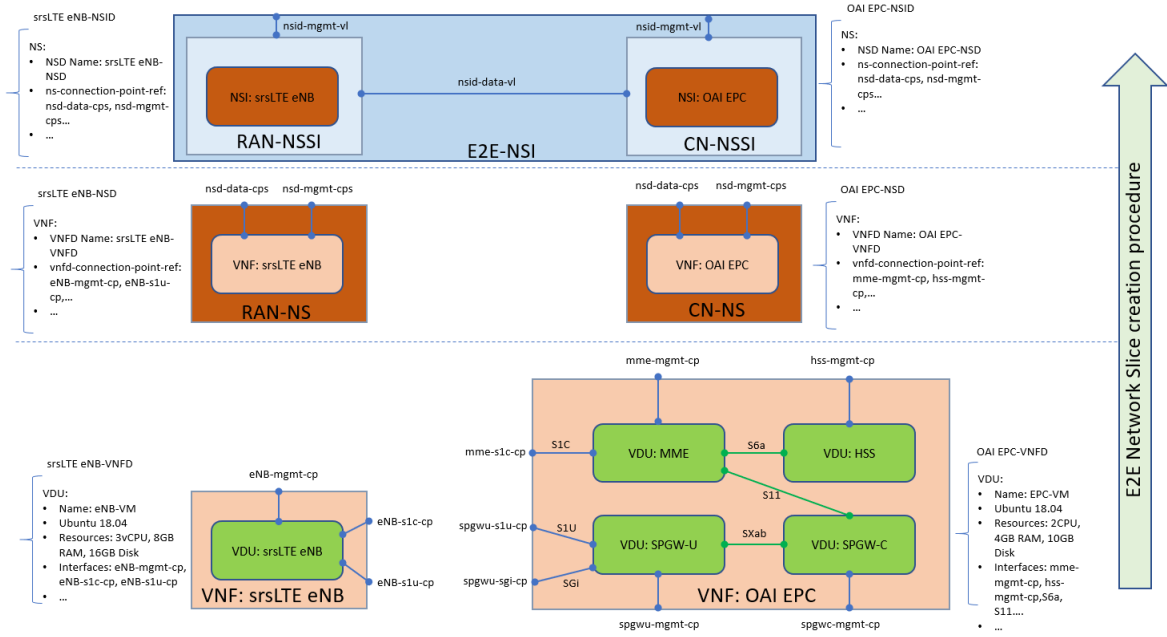 srsLTE eNB-NSID
NS:
• NSD Name: srsLTE eNB-
NSD
• ns-connection-point-ref:
nsd-data-cps, nsd-mgmt-
cps...
• ...
nsid-mgmt-vl
NSI: srsLTE eNB
RAN-NSSI
nsid-data-vl
E2E-NSI
nsid-mgmt-vl
NSI: OAI EPC
CN-NSSI
OAI EPC-NSID
NS:
• NSD Name: OAI EPC-NSD
• ns-connection-point-ref:
nsd-data-cps, nsd-mgmt-
cps...
• ...
srsLTE eNB-NSD
VNF:
• VNFD Name: srsLTE eNB-
VNFD
• vnfd-connection-point-ref:
eNB-mgmt-cp, eNB-s1u-
cp,...
• ...
nsd-data-cps
nsd-mgmt-cps
VNF: srsLTE eNB
RAN-NS
nsd-data-cps
nsd-mgmt-cps
VNF: OAI EPC
CN-NS
OAI EPC-NSD
VNF:
• VNFD Name: OAI EPC-
VNFD
• vnfd-connection-point-ref:
mme-mgmt-cp, hss-mgmt-
cp,...
• ...
srsLTE eNB-VNFD
VDU:
• Name: eNB-VM
• Ubuntu 18.04
• Resources: 3vCPU, 8GB
RAM, 16GB Disk
• Interfaces: eNB-mgmt-cp,
eNB-s1c-cp, eNB-s1u-cp
• ...
eNB-mgmt-cp
VDU: srsLTE eNB
eNB-s1c-cp
eNB-s1u-cp
VNF: srsLTE eNB
mme-mgmt-cp
hss-mgmt-cp
mme-s1c-cp
S1C
VDU: MME
S6a
VDU: HSS
S11
spgwu-s1u-cp
S1U
VDU: SPGW-U
SXab
VDU: SPGW-C
spgwu-sgi-cp
SGi
VNF: OAI EPC
spgwu-mgmt-cp
spgwc-mgmt-cp
OAI EPC-VNFD
VDU:
• Name: EPC-VM
• Ubuntu 18.04
• Resources: 2CPU,
4GB RAM, 10GB
Disk
• Interfaces: mme-
mgmt-cp, hss-
mgmt-cp,S6a,
S11....
• ...
E2E Network Slice creation procedure